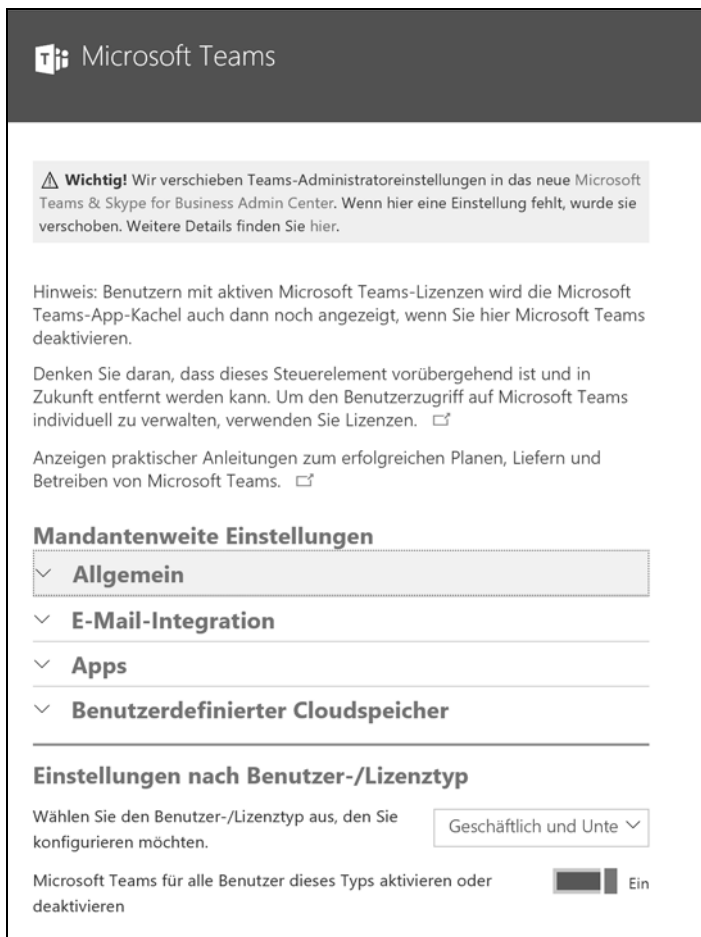 Microsoft Teams
Wichtig! Wir verschieben Teams-Administratoreinstellungen in das neue Microsoft
Teams & Skype for Business Admin Center. Wenn hier eine Einstellung fehlt, wurde sie
verschoben. Weitere Details finden Sie hier.
Hinweis: Benutzern mit aktiven Microsoft Teams-Lizenzen wird die Microsoft
Teams-App-Kachel auch dann noch angezeigt, wenn Sie hier Microsoft Teams
deaktivieren.
Denken Sie daran, dass dieses Steuerelement vorübergehend ist und in
Zukunft entfernt werden kann. Um den Benutzerzugriff auf Microsoft Teams
individuell zu verwalten, verwenden Sie Lizenzen.
Anzeigen praktischer Anleitungen zum erfolgreichen Planen, Liefern und
Betreiben von Microsoft Teams.
Mandantenweite Einstellungen
Allgemein
E-Mail-Integration
Apps
Benutzerdefinierter Cloudspeicher
Einstellungen nach Benutzer-/Lizenztyp
Wählen Sie den Benutzer-/Lizenztyp aus, den Sie
konfigurieren möchten.
Geschäftlich und Unte
Microsoft Teams für alle Benutzer dieses Typs aktivieren oder
deaktivieren
Ein